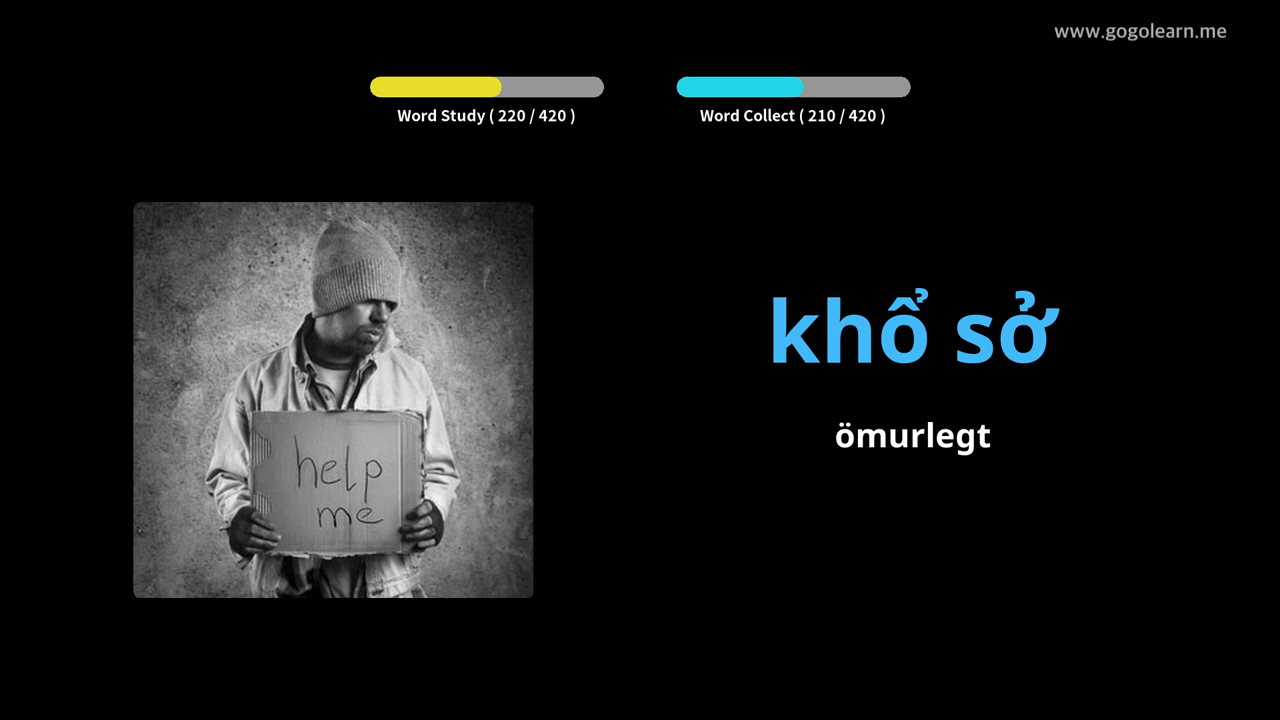 www.gogolearn.me
Word Study ( 220 / 420 )
Word Collect ( 210 / 420 )
help
me
khổ sở
ömurlegt